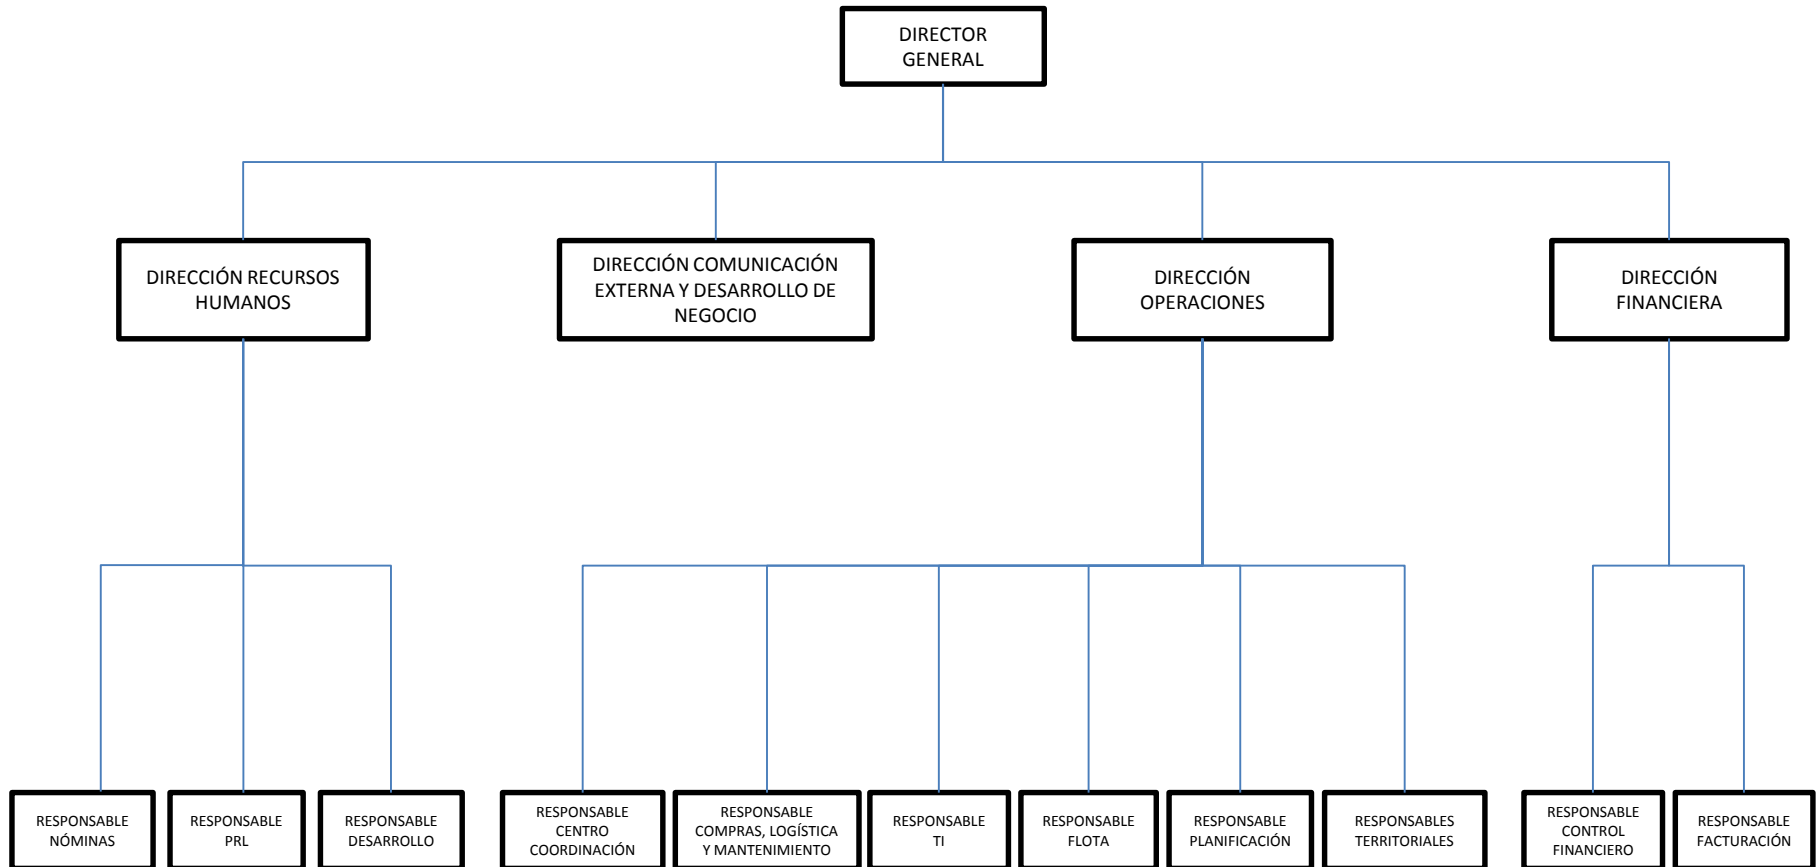 DIRECTOR
GENERAL
DIRECCIÓN RECURSOS
HUMANOS
DIRECCIÓN COMUNICACIÓN
EXTERNA Y DESARROLLO DE
NEGOCIO
DIRECCIÓN
OPERACIONES
DIRECCIÓN
FINANCIERA
RESPONSABLE
NÓMINAS
RESPONSABLE
PRL
RESPONSABLE
DESARROLLO
RESPONSABLE
CENTRO
COORDINACIÓN
RESPONSABLE
COMPRAS, LOGÍSTICA
Y MANTENIMIENTO
RESPONSABLE
TI
RESPONSABLE
FLOTA
RESPONSABLE
PLANIFICACIÓN
RESPONSABLES
TERRITORIALES
RESPONSABLE
CONTROL
FINANCIERO
RESPONSABLE
FACTURACIÓN